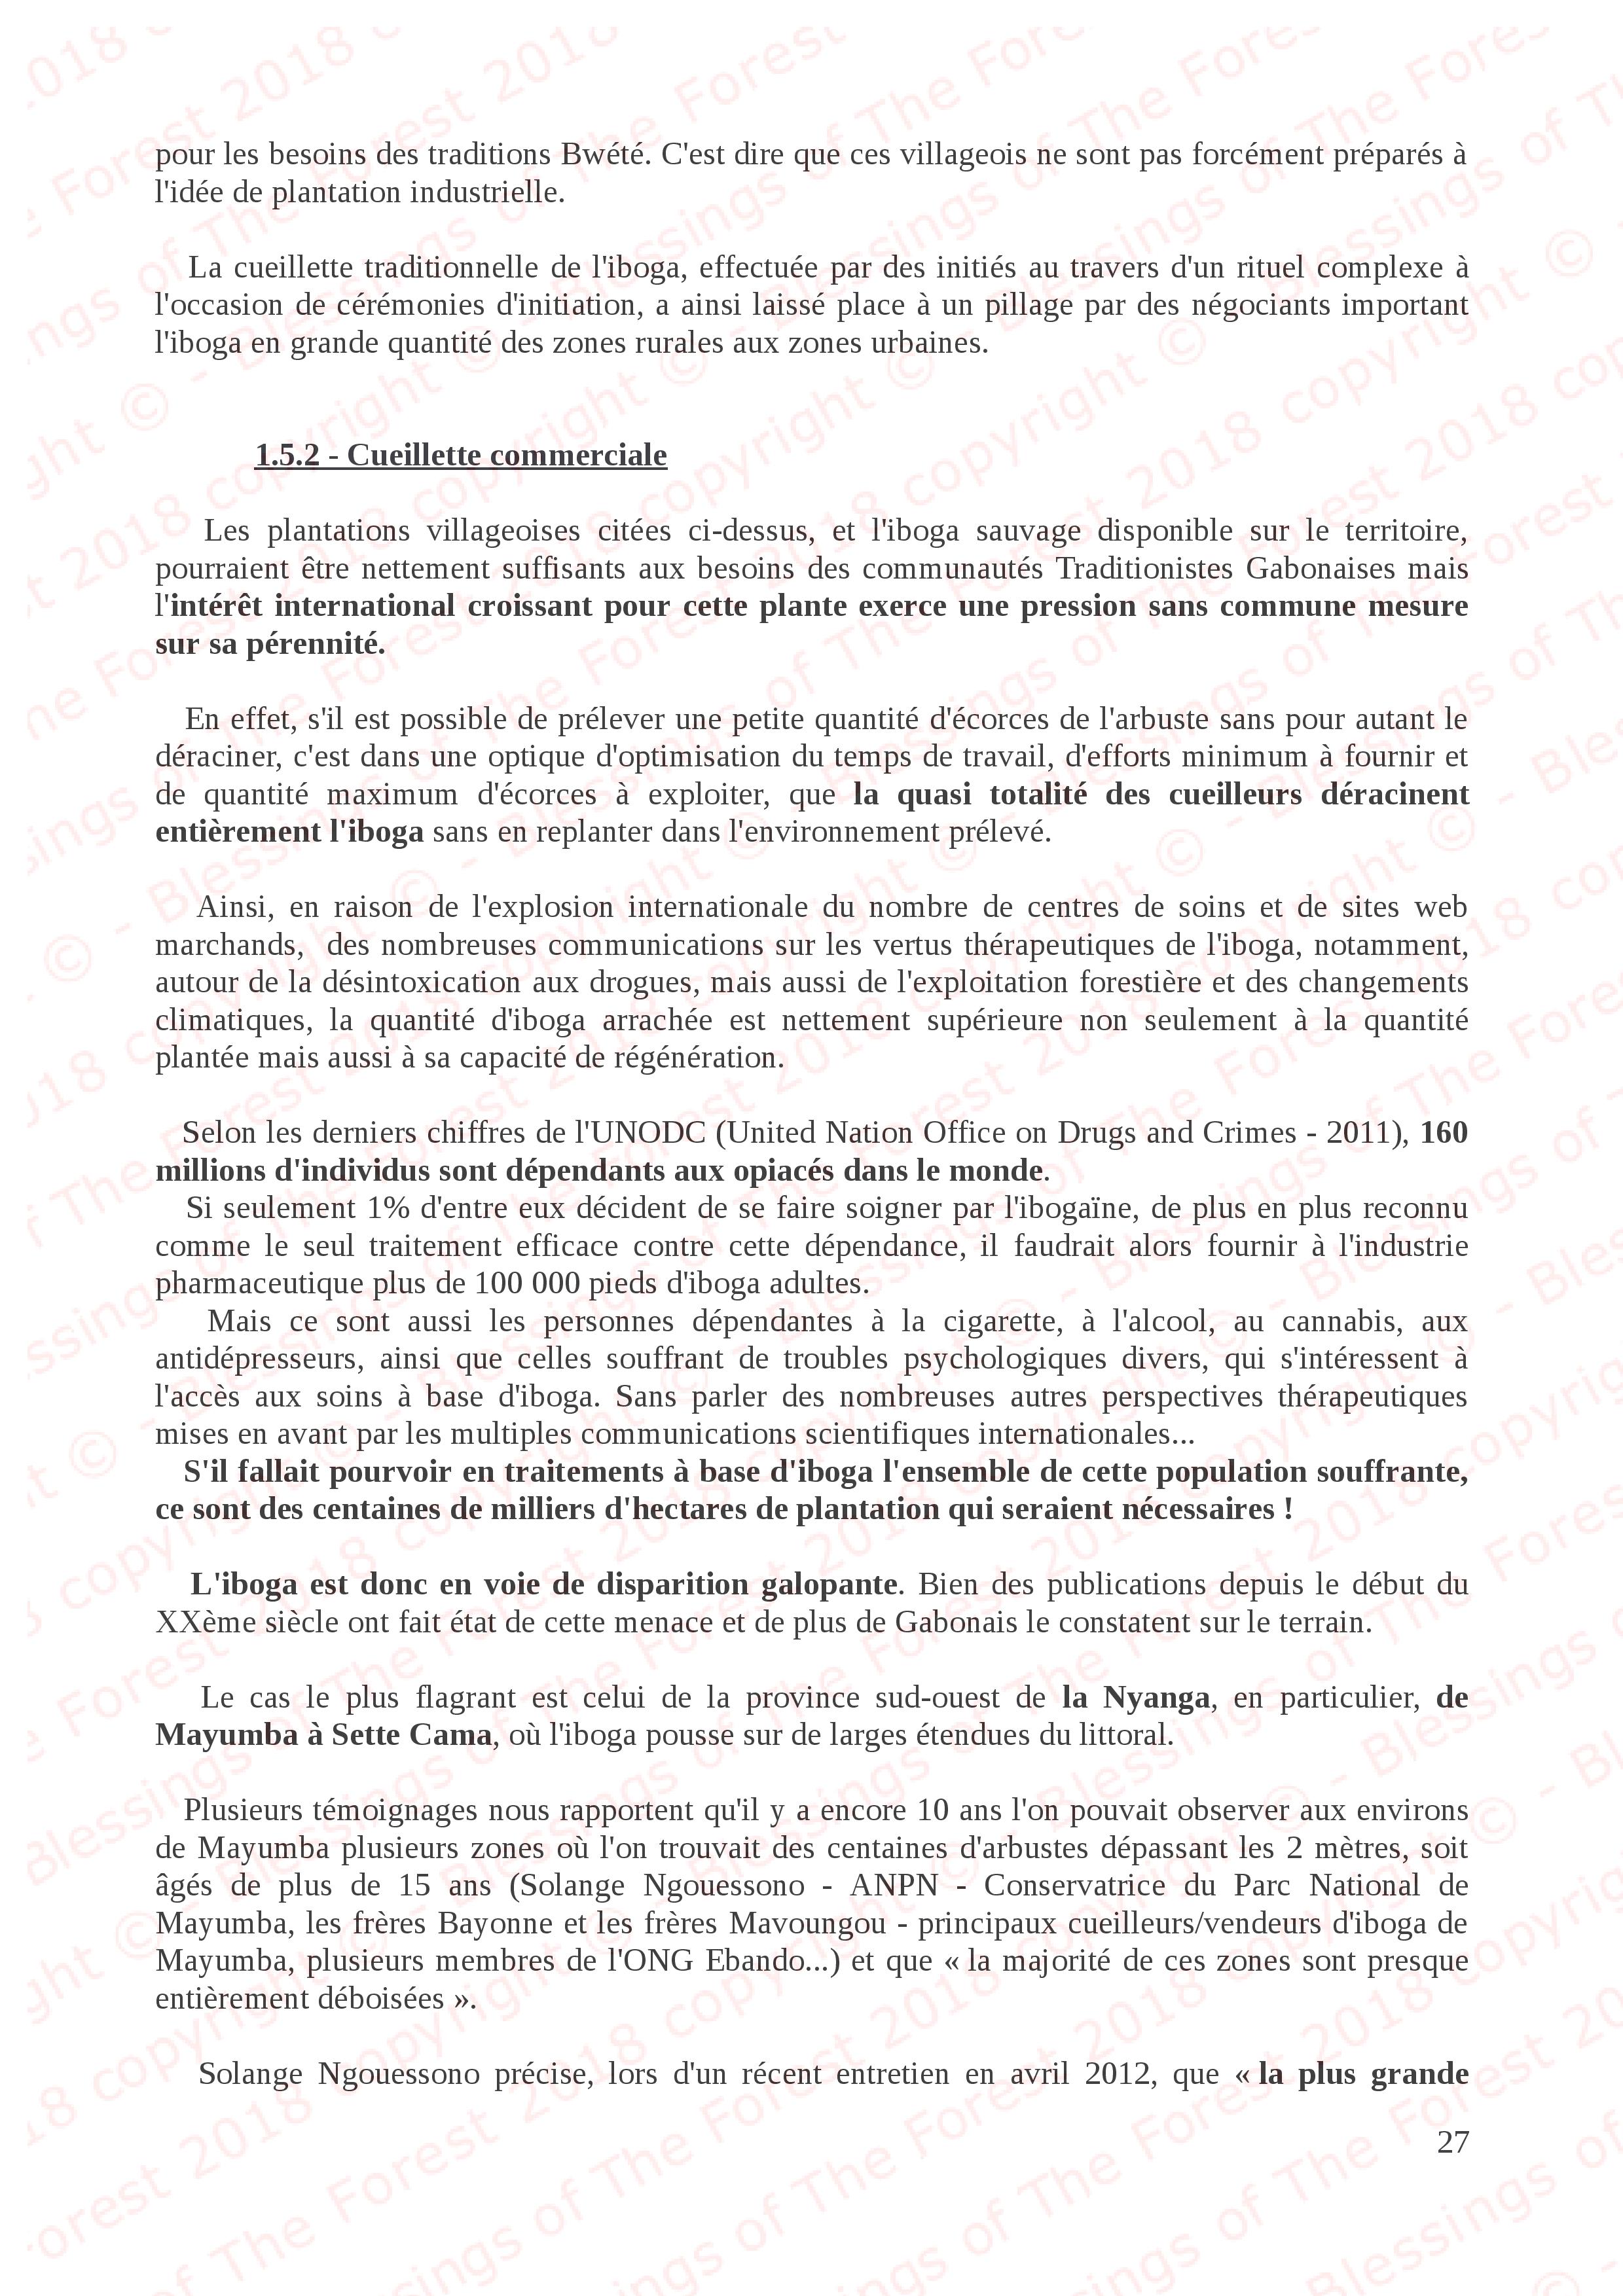 pour les besoins des traditions Bwété. C'est dire que ces villageois ne sont pas forcément préparés à
l'idée de plantation industrielle.
La cueillette traditionnelle de l'iboga, effectuée par des initiés au travers d'un rituel complexe à
l'occasion de cérémonies d'initiation, a ainsi laissé place à un pillage par des négociants important
l'iboga en grande quantité des zones rurales aux zones urbaines.
1.5.2 - Cueillette commerciale
Les plantations villageoises citées ci-dessus, et l'iboga sauvage disponible sur le territoire,
pourraient être nettement suffisants aux besoins des communautés Traditionistes Gabonaises mais
l'intérêt international croissant pour cette plante exerce une pression sans commune mesure
sur sa pérennité.
En effet, s'il est possible de prélever une petite quantité d'écorces de l'arbuste sans pour autant le
déraciner, c'est dans une optique d'optimisation du temps de travail, d'efforts minimum à fournir et
de quantité maximum d'écorces à exploiter, que la quasi totalité des cueilleurs déracinent
entièrement l'iboga sans en replanter dans l'environnement prélevé.
Ainsi, en raison de l'explosion internationale du nombre de centres de soins et de sites web
marchands, des nombreuses communications sur les vertus thérapeutiques de l'iboga, notamment,
autour de la désintoxication aux drogues, mais aussi de l'exploitation forestière et des changements
climatiques, la quantité d'iboga arrachée est nettement supérieure non seulement à la quantité
plantée mais aussi à sa capacité de régénération.
Selon les derniers chiffres de l'UNODC (United Nation Office on Drugs and Crimes - 2011), 160
millions d'individus sont dépendants aux opiacés dans le monde.
Si seulement 1% d'entre eux décident de se faire soigner par l'ibogaïne, de plus en plus reconnu
comme le seul traitement efficace contre cette dépendance, il faudrait alors fournir à l'industrie
pharmaceutique plus de 100 000 pieds d'iboga adultes.
Mais ce sont aussi les personnes dépendantes à la cigarette, à l'alcool, au cannabis, aux
antidépresseurs, ainsi que celles souffrant de troubles psychologiques divers, qui s'intéressent à
l'accès aux soins à base d'iboga. Sans parler des nombreuses autres perspectives thérapeutiques
mises en avant par les multiples communications scientifiques internationales...
S'il fallait pourvoir en traitements à base d'iboga l'ensemble de cette population souffrante,
ce sont des centaines de milliers d'hectares de plantation qui seraient nécessaires !
L'iboga est donc en voie de disparition galopante. Bien des publications depuis le début du
XXème siècle ont fait état de cette menace et de plus de Gabonais le constatent sur le terrain.
Le cas le plus flagrant est celui de la province sud-ouest de la Nyanga, en particulier, de
Mayumba à Sette Cama, où l'iboga pousse sur de larges étendues du littoral.
Plusieurs témoignages nous rapportent qu'il y a encore 10 ans l'on pouvait observer aux environs
de Mayumba plusieurs zones où l'on trouvait des centaines d'arbustes dépassant les 2 mètres, soit
âgés de plus de 15 ans (Solange Ngouessono - ANPN - Conservatrice du Parc National de
Mayumba, les frères Bayonne et les frères Mavoungou - principaux cueilleurs/vendeurs d'iboga de
Mayumba, plusieurs membres de l'ONG Ebando...) et que « la majorité de ces zones sont presque
entièrement déboisées ».
Solange Ngouessono précise, lors d'un récent entretien en avril 2012, que « la plus grande
27